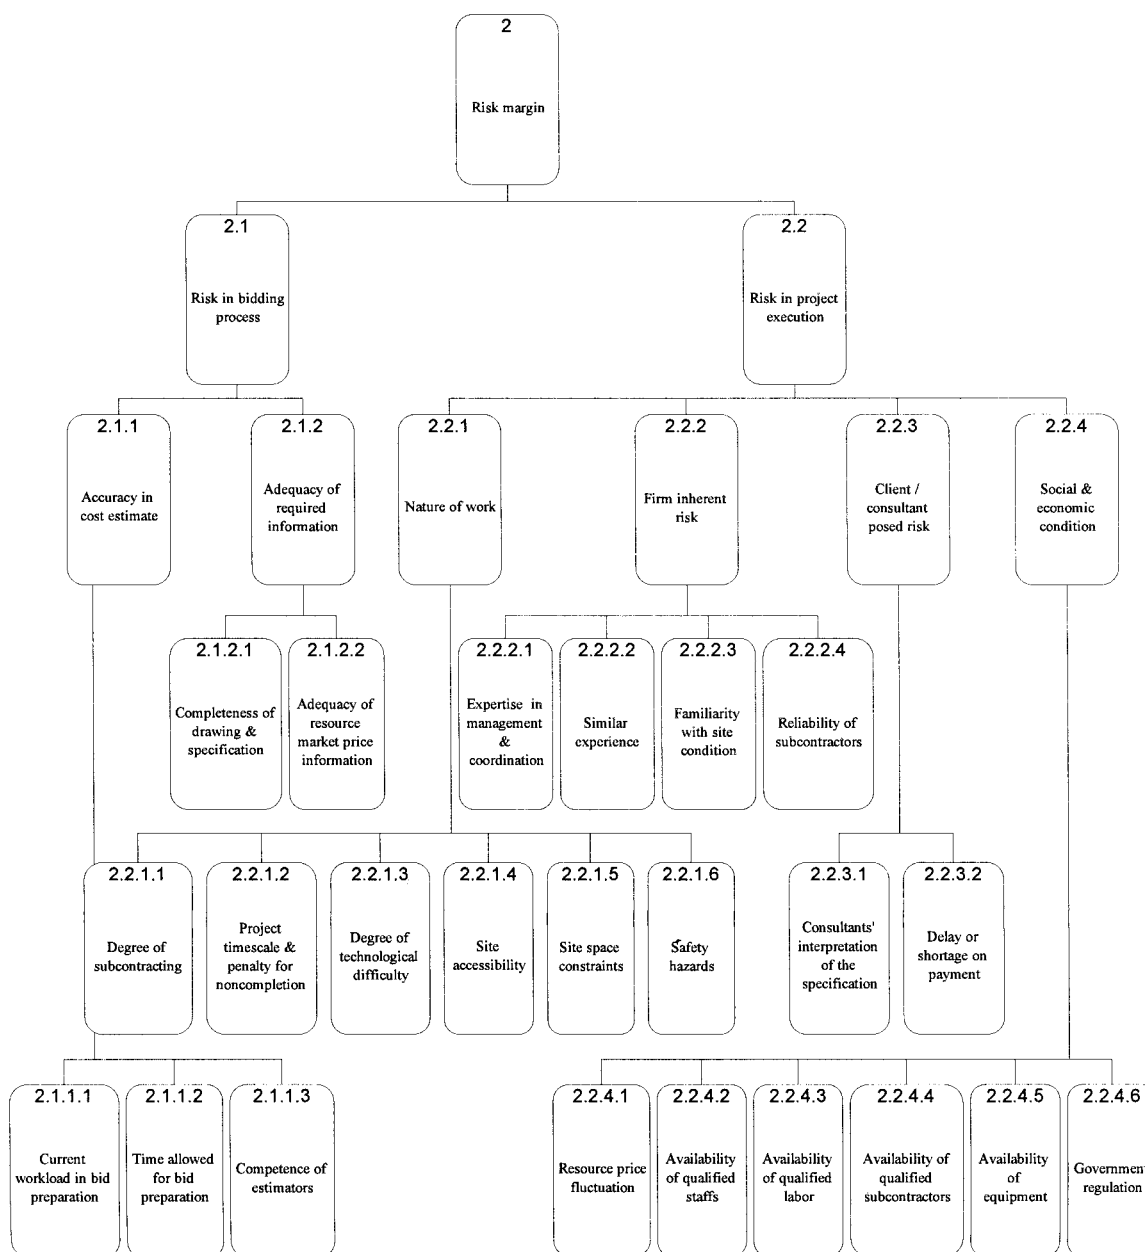 2
Risk margin
2.1
Risk in bidding
process
2.2
Risk in project
execution
2.1.1
Accuracy in
cost estimate
2.1.2
Adequacy of
required
information
2.2.1
Nature of work
2.2.2
Firm inherent
risk
2.2.3
Client /
consultant
posed risk
2.2.4
Social &
economic
condition
2.1.2.1
Completeness of
drawing &
specification
2.1.2.2
Adequacy of
resource
market price
information
2.2.2.1
Expertise in
management
&
coordination
2.2.2.2
Similar
experience
2.2.2.3
Familiarity
with site
condition
2.2.2.4
Reliability of
subcontractors
2.2.1.1
Degree of
subcontracting
2.2.1.2
Project
timescale &
penalty for
noncompletion
2.2.1.3
Degree of
technological
difficulty
2.2.1.4
Site
accessibility
2.2.1.5
Site space
constraints
2.2.1.6
Safety
hazards
2.2.3.1
Consultants'
interpretation
of the
specification
2.2.3.2
Delay or
shortage on
payment
2.1.1.1
Current
workload in bid
preparation
2.1.1.2
Time allowed
for bid
preparation
2.1.1.3
Competence of
estimators
2.2.4.1
Resource price
fluctuation
2.2.4.2
Availability
of qualified
staffs
2.2.4.3
Availability
of qualified
labor
2.2.4.4
Availability of
qualified
subcontractors
2.2.4.5
Availability
of
equipment
2.2.4.6
Governmen
regulation